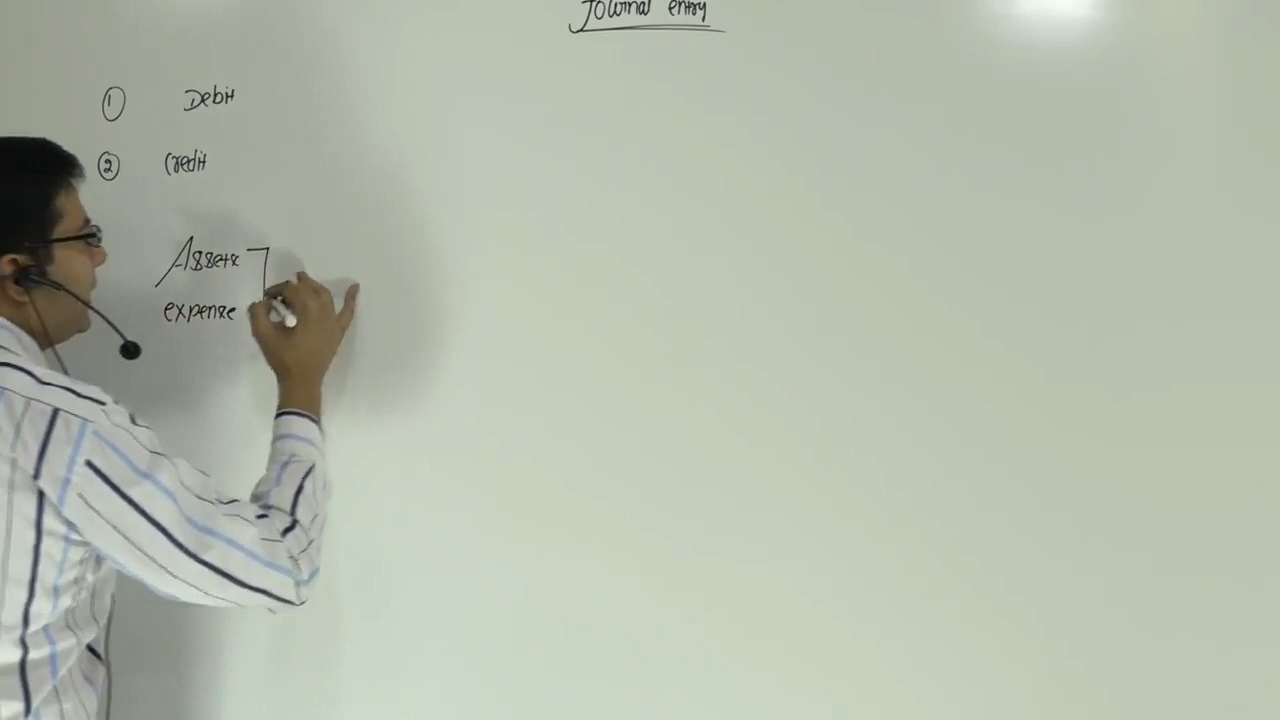 Journal entry
① Debit
② Credit
Assets
expense